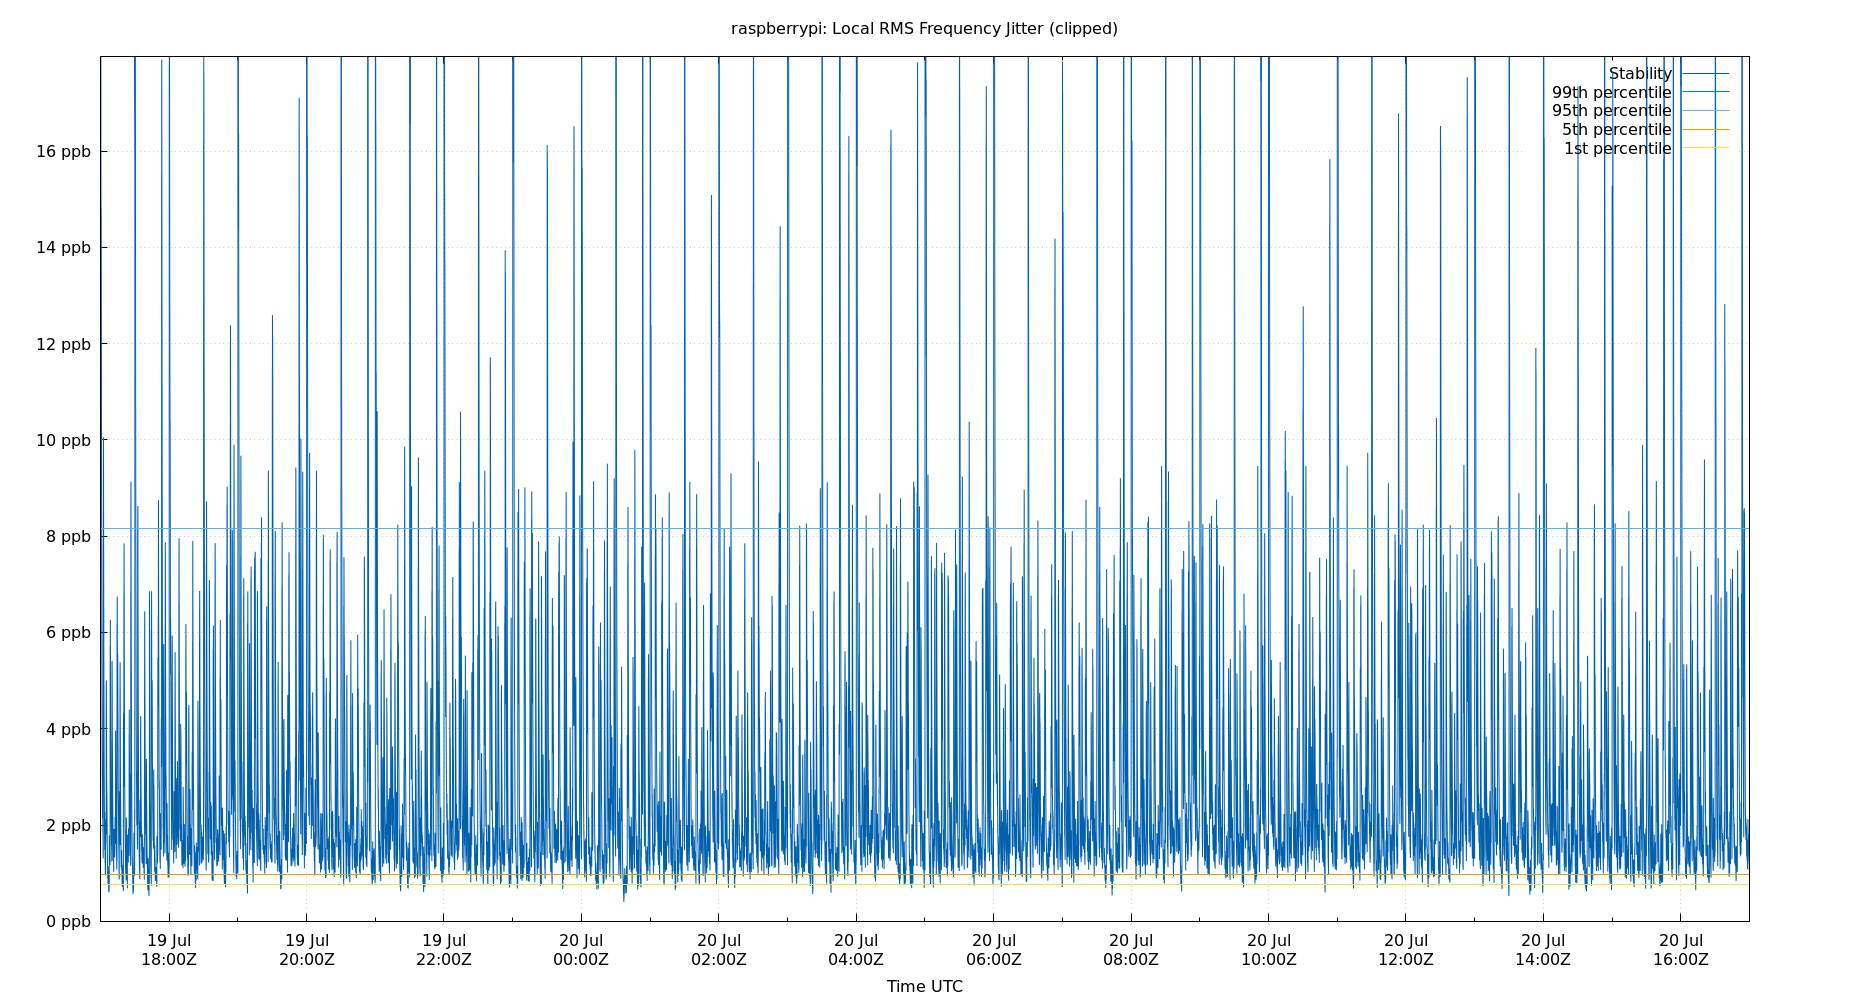 raspberrypi: Local RMS Frequency Jitter (clipped)
Stability
99th percentile
95th percentile
5th percentile
1st percentile
16 ppb
14 ppb
12 ppb
10 ppb
8 ppb
6 ppb
4 ppb
2 ppb
0 ppb
19 Jul 19 Jul 19 Jul 20 Jul 20 Jul 20 Jul 20 Jul 20 Jul 20 Jul 20 Jul 20 Jul 20 Jul
18:00Z 20:00Z 22:00Z 00:00Z 02:00Z 04:00Z 06:00Z 08:00Z 10:00Z 12:00Z 14:00Z 16:00Z
Time UTC